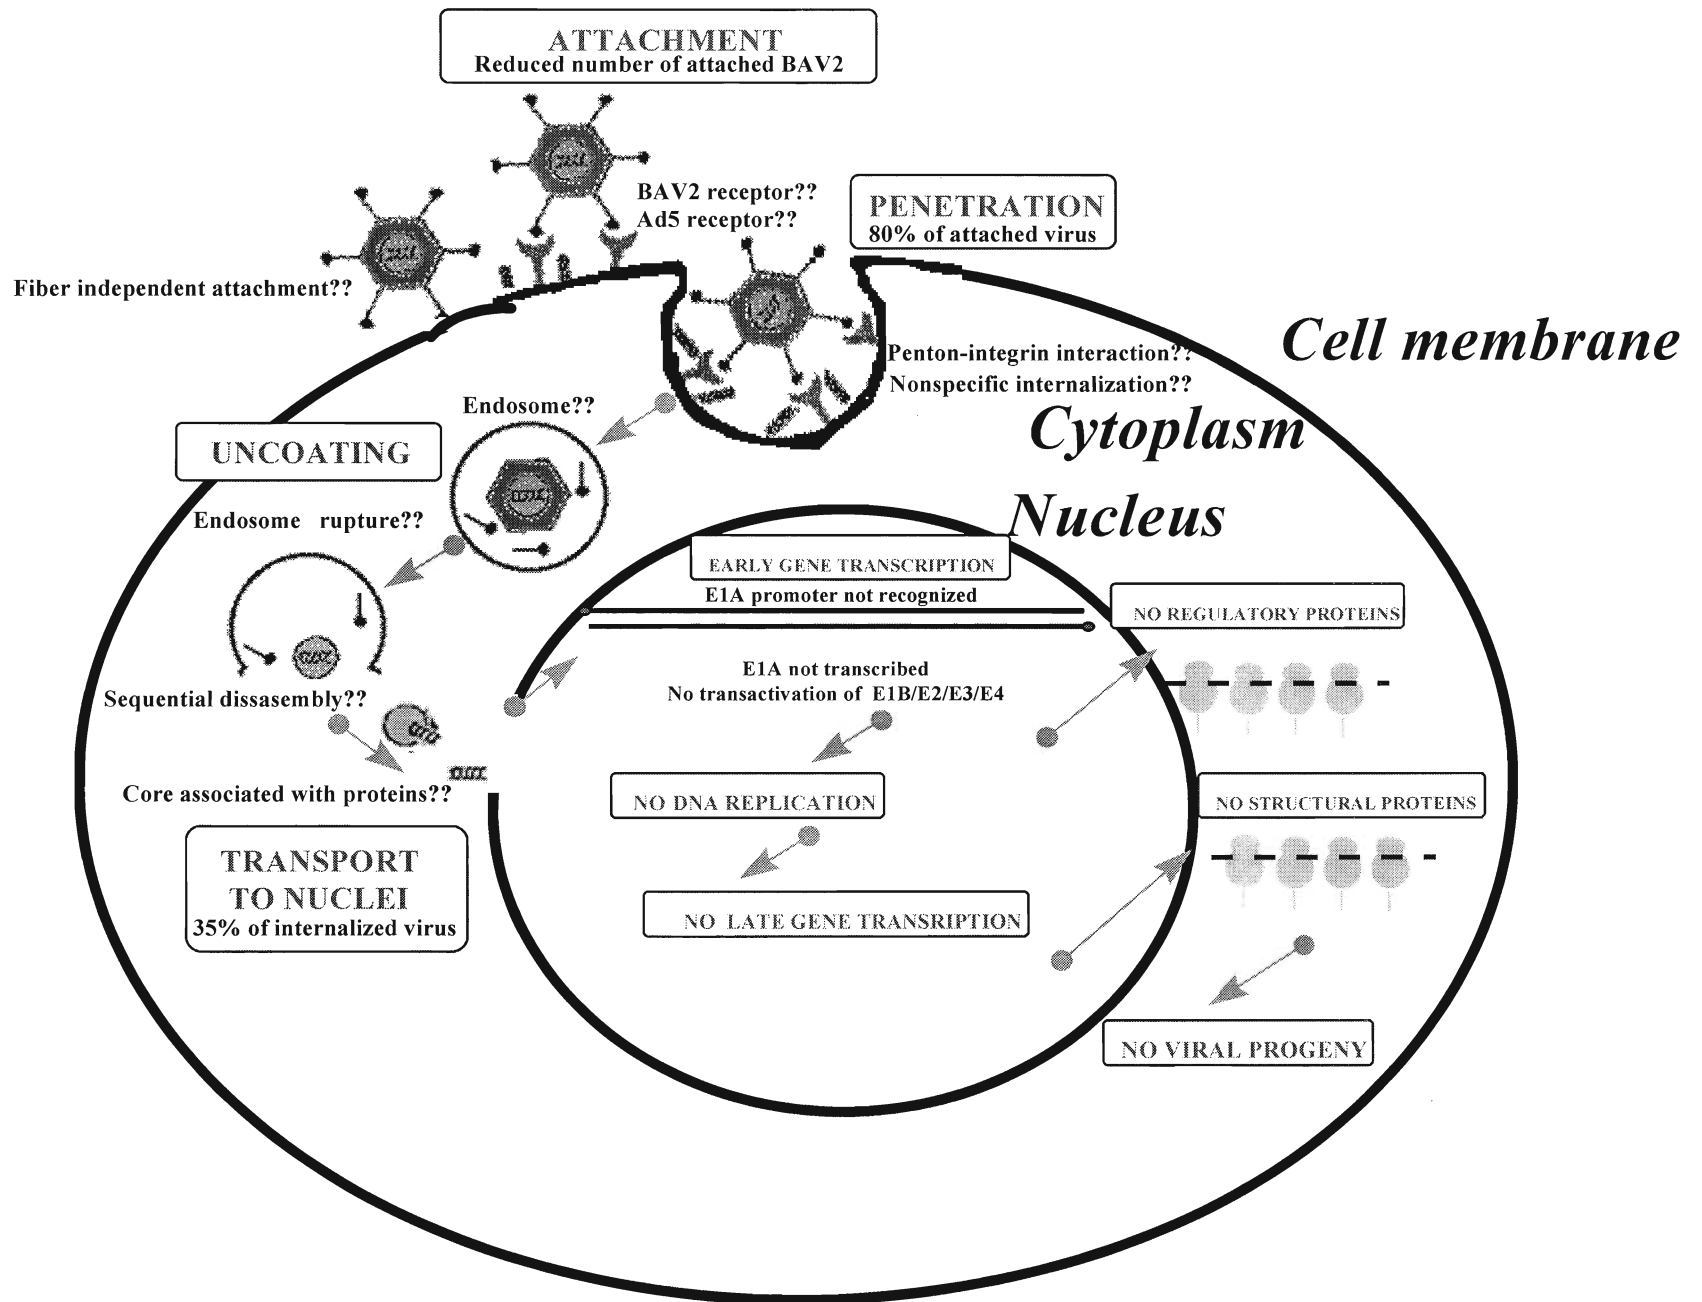 ATTACHMENT
Reduced number of attached BAV2
BAV2 receptor??
Ad5 receptor??
PENETRATION
80% of attached virus
Fiber independent attachment??
Cell membrane
Penton-integrin interaction??
Nonspecific internalization??
Endosome??
Cytoplasm
UNCOATING
Nucleus
Endosome rupture??
EARLY GENE TRANSCRIPTION
E1A promoter not recognized
NO REGULATORY PROTEINS
E1A not transcribed
No transactivation of E1B/E2/E3/E4
Sequential dissasembly??
Core associated with proteins??
NO DNA REPLICATION
NO STRUCTURAL PROTEINS
TRANSPORT
TO NUCLEI
35% of internalized virus
NO LATE GENE TRANSRIPTION
NO VIRAL PROGENY